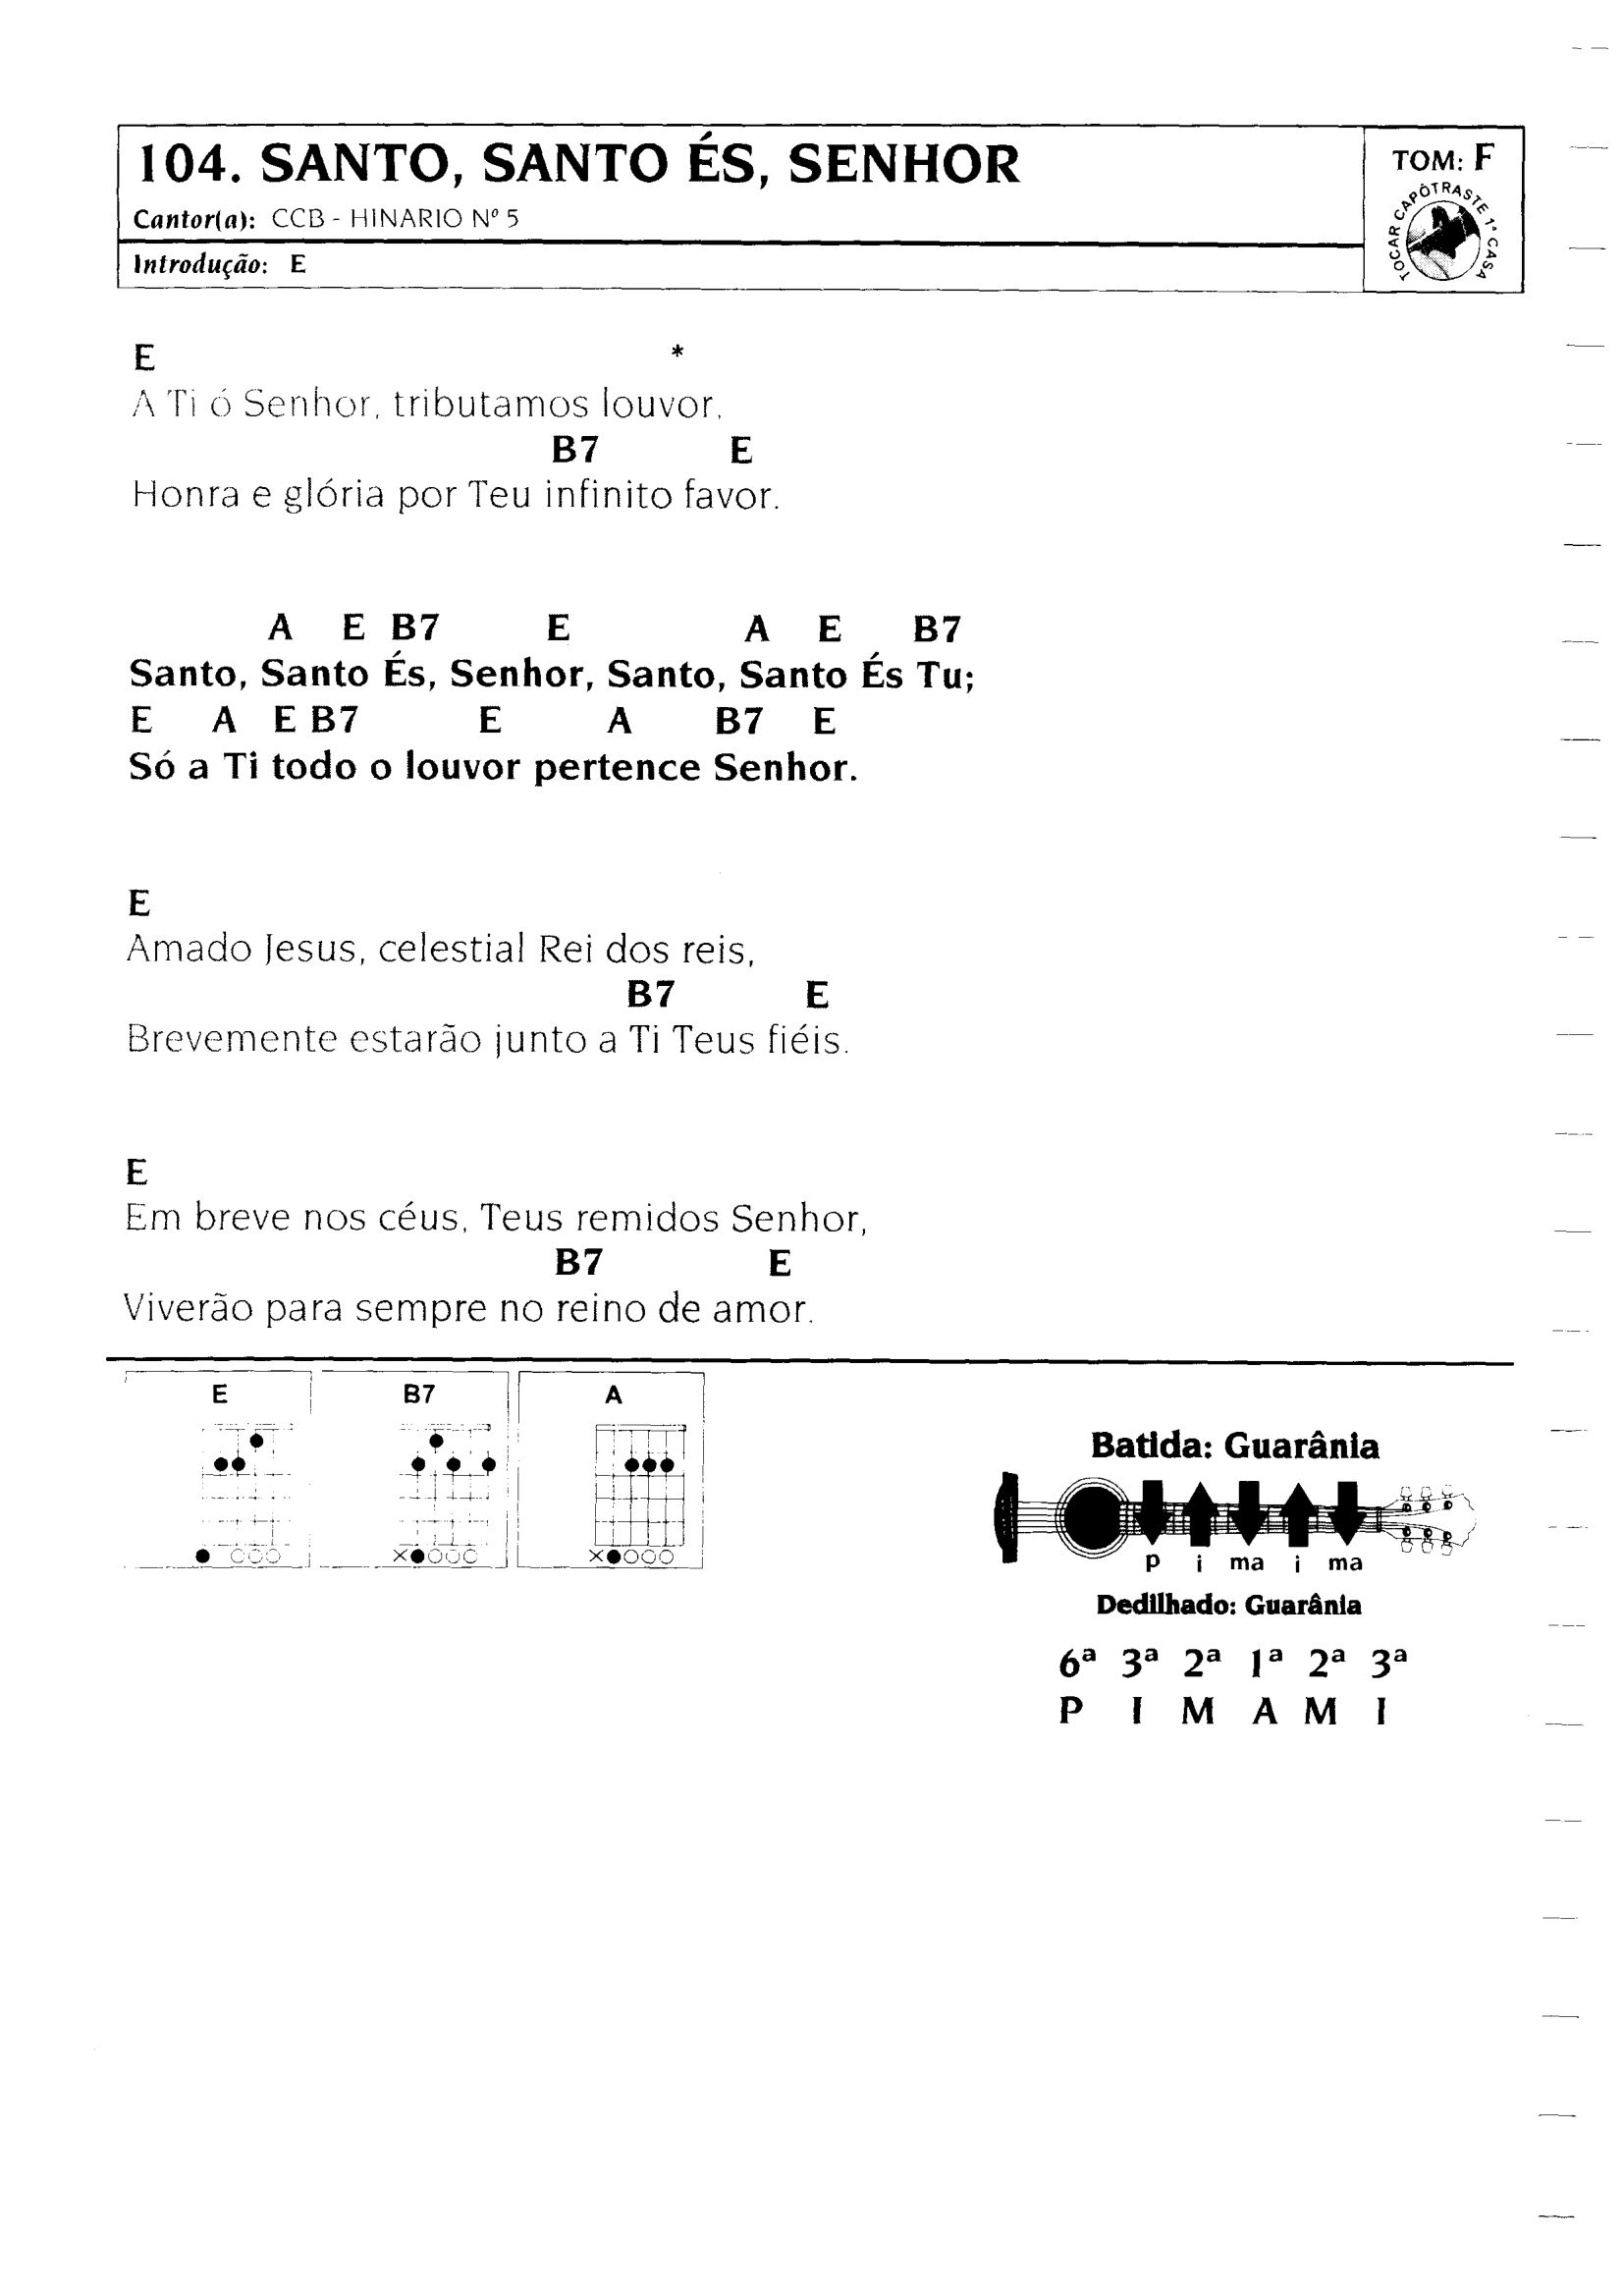 104. SANTO, SANTO ÉS, SENHOR
Cantor(a): CCB - HINARIO Nº 5
Introdução: E
TOM: F
TOCAR CAPÔTRASTE 1ª CASA
E *
A Ti ó Senhor, tributamos louvor,
B7 E
Honra e glória por Teu infinito favor.
A E B7 E A E B7
Santo, Santo És, Senhor, Santo, Santo És Tu;
E A E B7 E A B7 E
Só a Ti todo o louvor pertence Senhor.
E
Amado Jesus, celestial Rei dos reis,
B7 E
Brevemente estarão junto a Ti Teus fiéis.
E
Em breve nos céus, Teus remidos Senhor,
B7 E
Viverão para sempre no reino de amor.
E B7 A
Batida: Guarânia
p i ma i ma
Dedilhado: Guarânia
6ª 3ª 2ª 1ª 2ª 3ª
P I M A M I